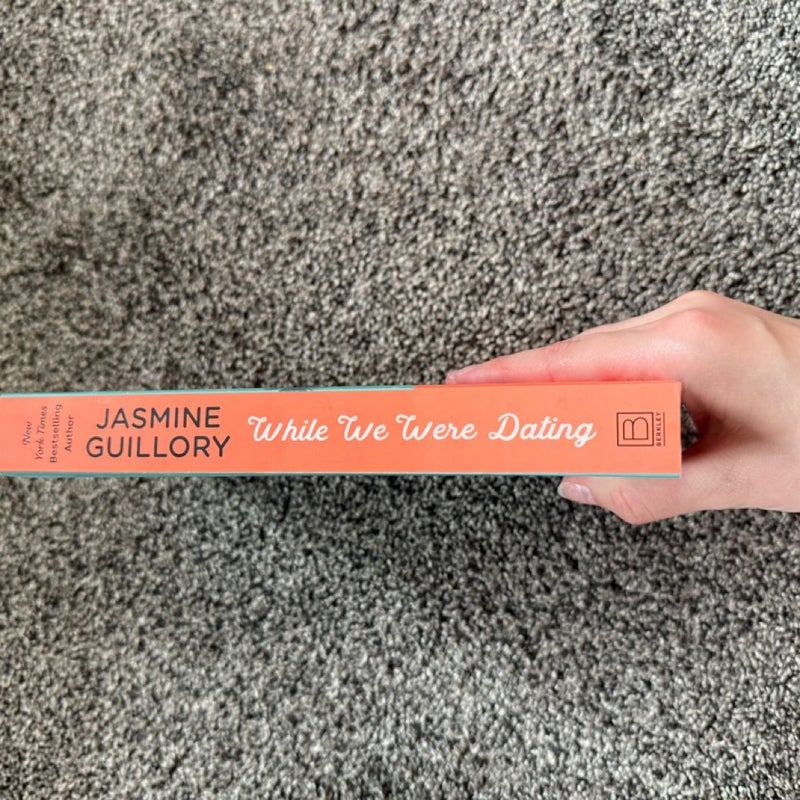 New
York Times
Bestselling
Author
JASMINE
GUILLORY
While We Were Dating
B
BERKLEY